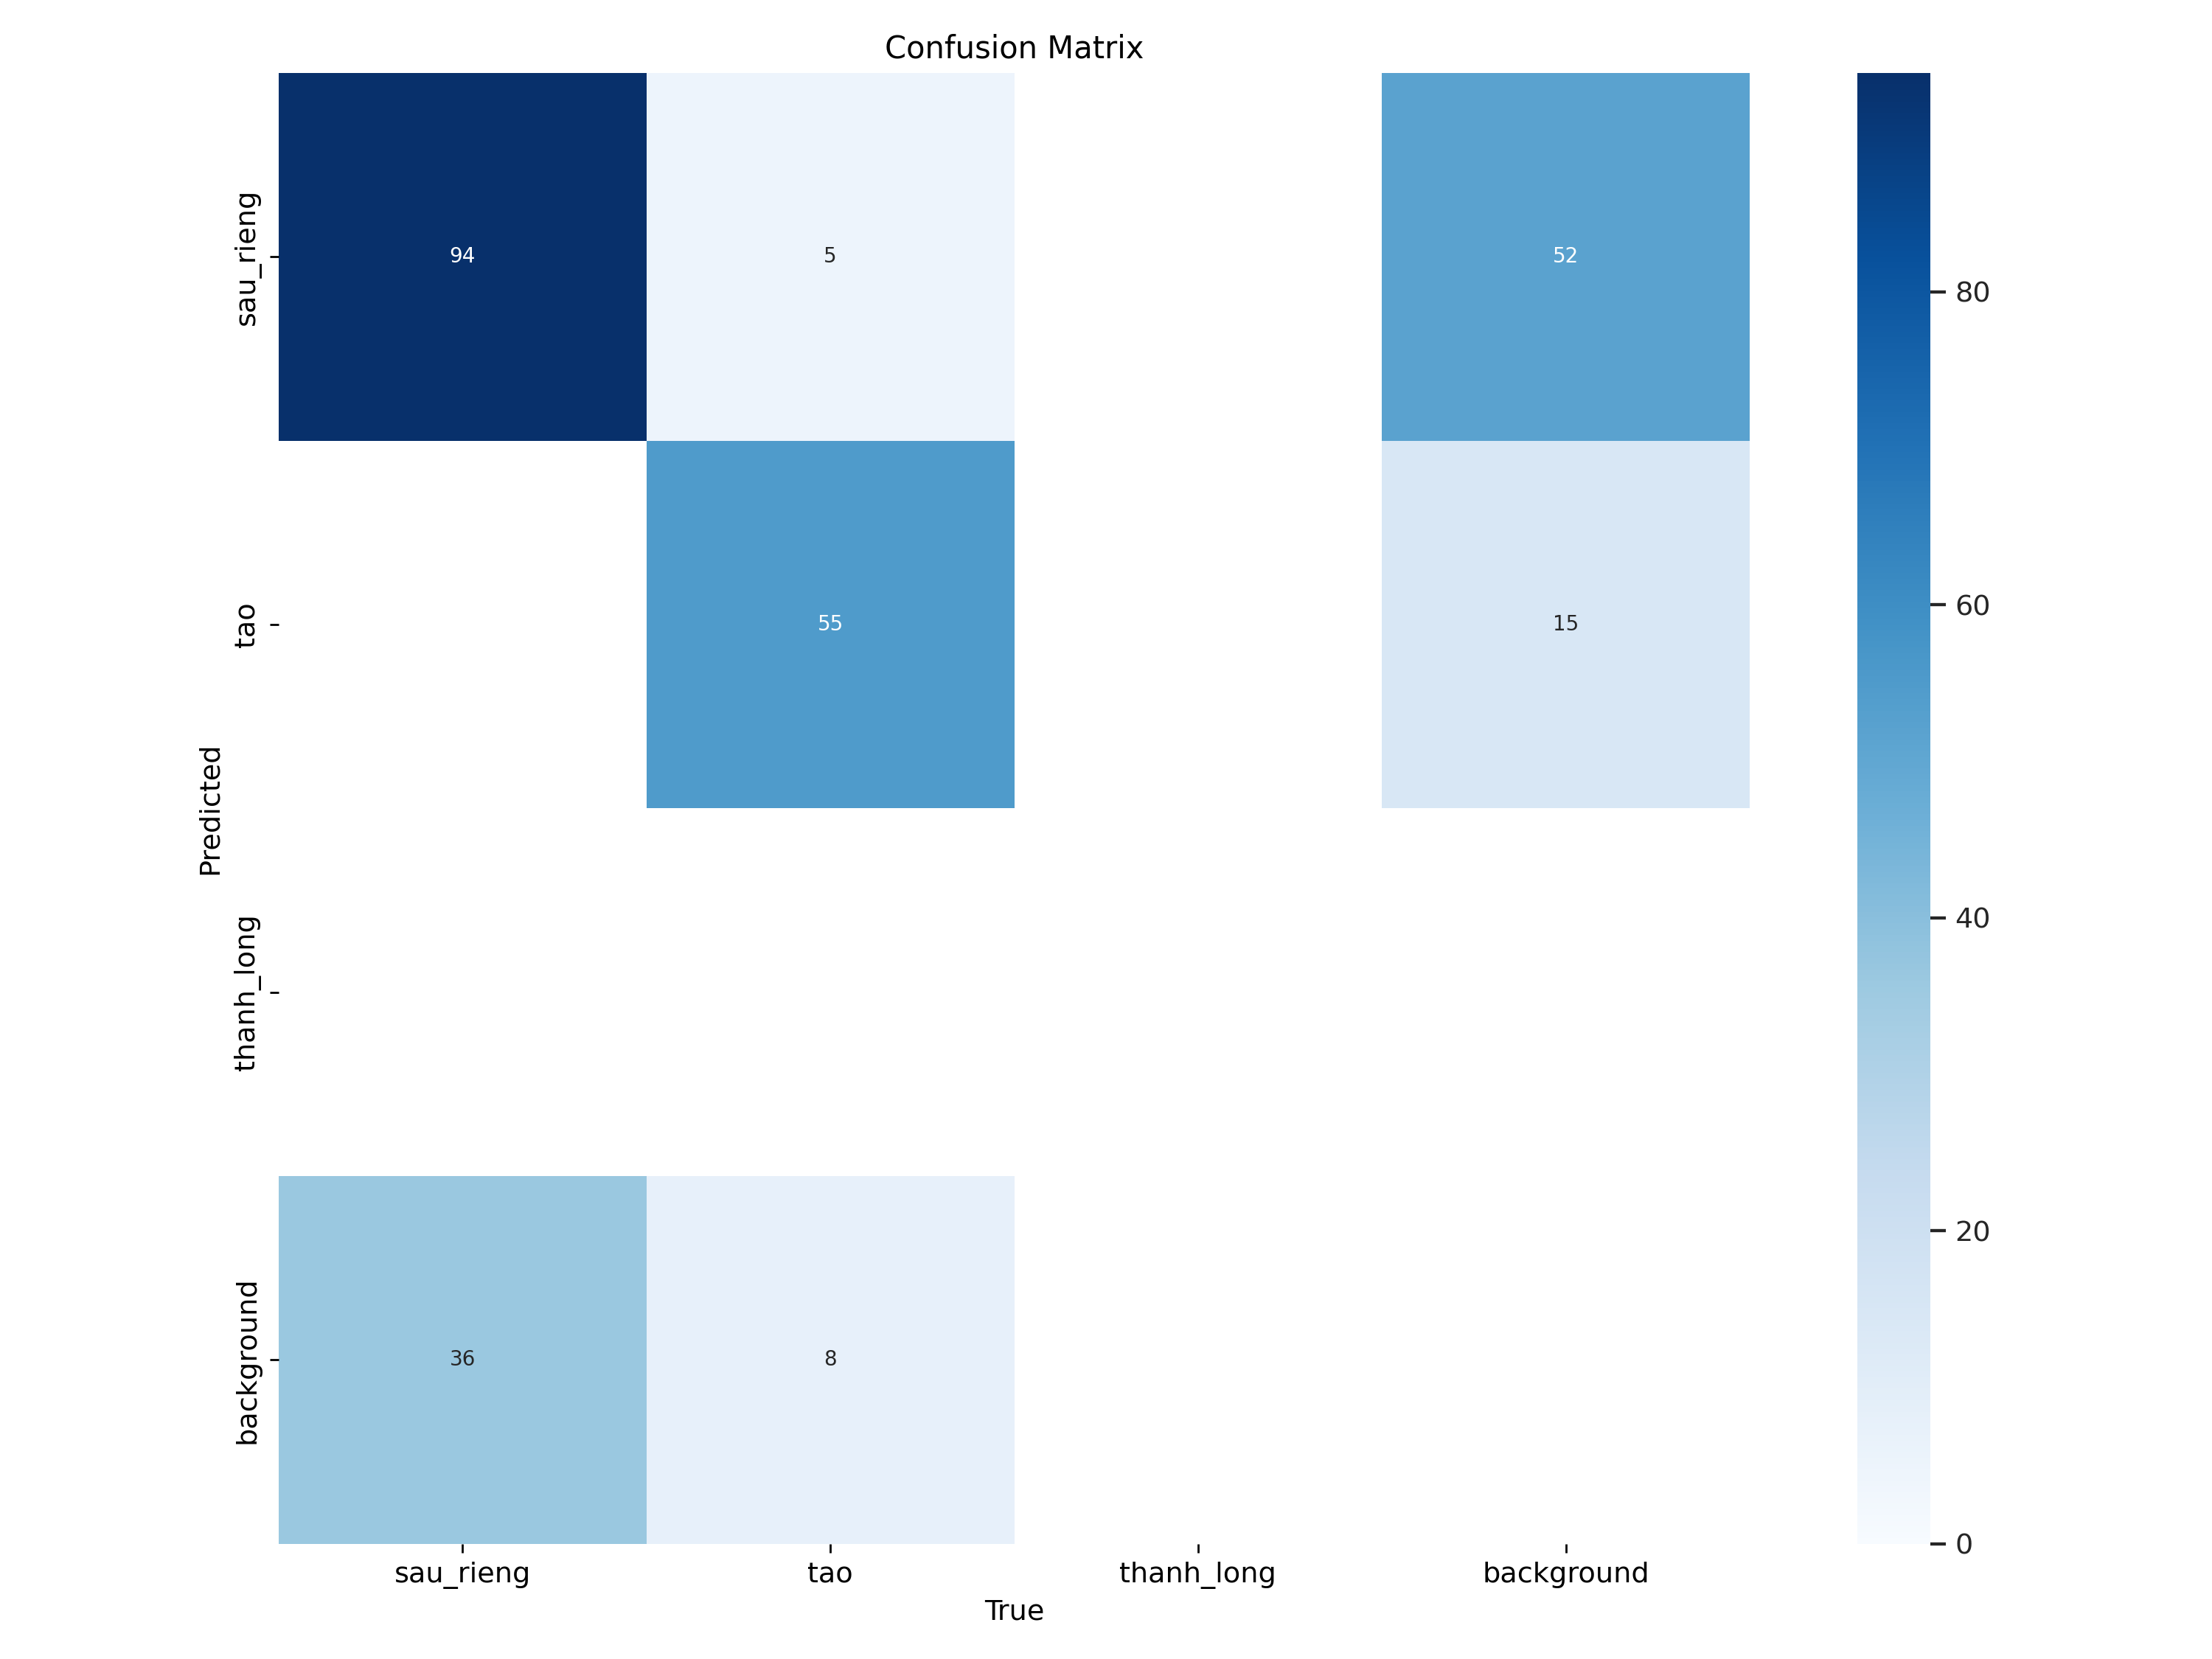 Confusion Matrix
sau_rieng
94
5
52
80
tao
55
15
60
Predicted
40
thanh_long
20
background
36
8
0
sau_rieng
tao
thanh_long
background
True